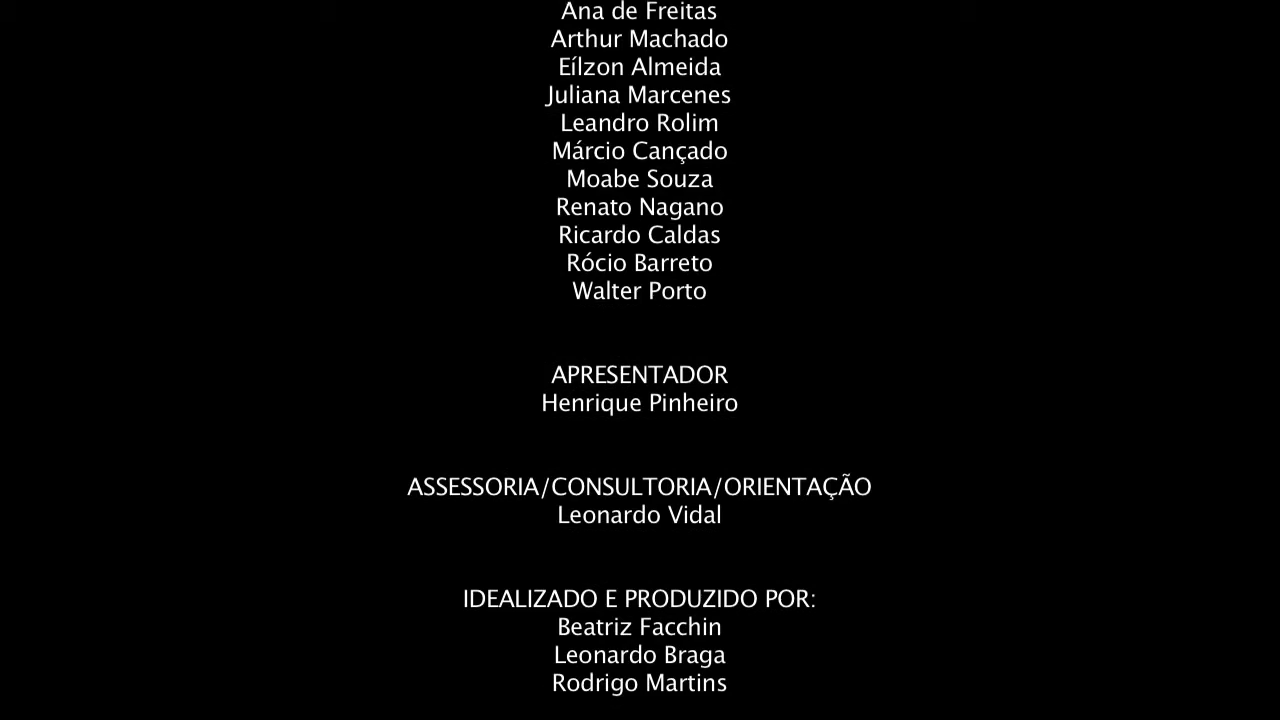 Ana de Freitas
Arthur Machado
Eílzon Almeida
Juliana Marcenes
Leandro Rolim
Márcio Cançado
Moabe Souza
Renato Nagano
Ricardo Caldas
Rócio Barreto
Walter Porto
APRESENTADOR
Henrique Pinheiro
ASSESSORIA/CONSULTORIA/ORIENTAÇÃO
Leonardo Vidal
IDEALIZADO E PRODUZIDO POR:
Beatriz Facchin
Leonardo Braga
Rodrigo Martins